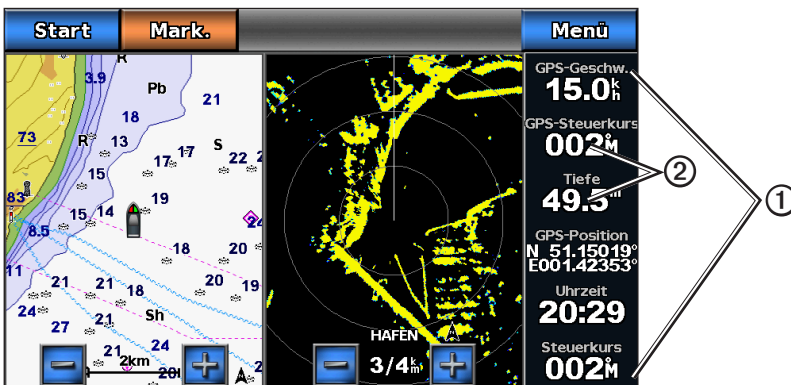 Start
Mark.
Menü
R
3.9
Pb
21
18
73
R
13
S
17
17
22
2
15
19
83
15
14
8.5
18
20
11
21
21
18
20
19
24
Sh
27
21
21
24
2
2km
20
HAFEN
3/4 k m
GPS-Geschw..
15.0 k h
GPS-Steuerkurs
002° M
Tiefe
49.5 m
GPS-Position
N 51.15019°
E001.42353°
Uhrzeit
20:29
Steuerkurs
002° M
①
②